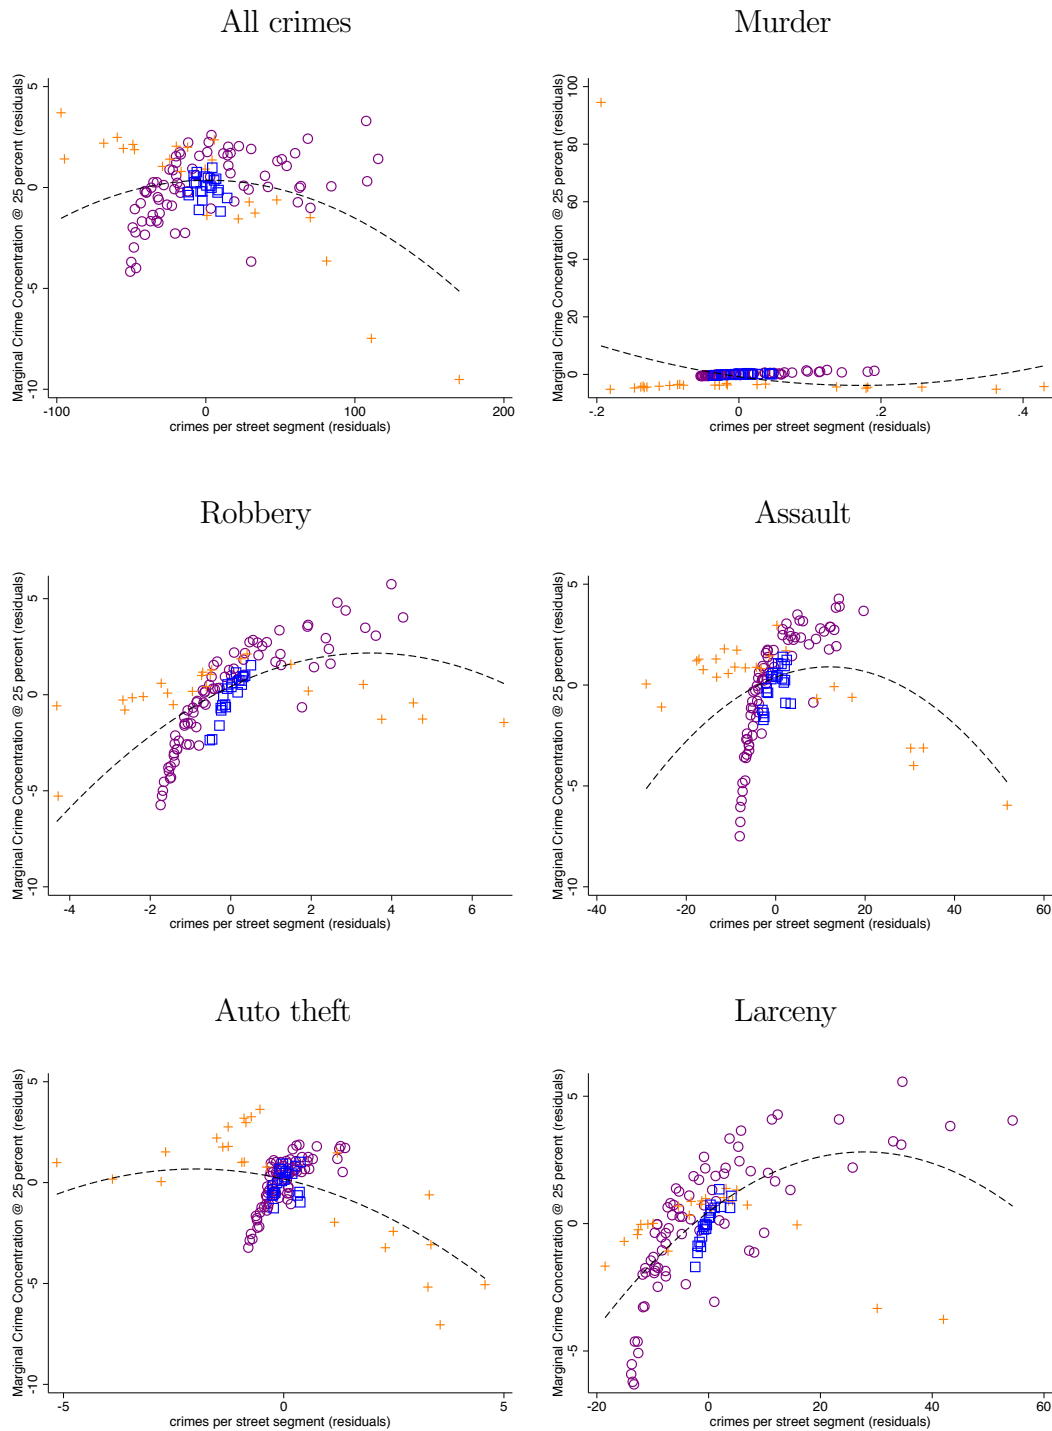 All crimes
Murder
Marginal Crime Concentration @ 25 percent (residuals)
5
0
-5
-10
-100
0
100
200
crimes per street segment (residuals)
Marginal Crime Concentration @ 25 percent (residuals)
100
80
60
40
20
0
-.2
0
.2
.4
crimes per street segment (residuals)
Robbery
Assault
Marginal Crime Concentration @ 25 percent (residuals)
5
0
-5
-10
-4
-2
0
2
4
6
crimes per street segment (residuals)
Marginal Crime Concentration @ 25 percent (residuals)
5
0
-5
-10
-40
-20
0
20
40
60
crimes per street segment (residuals)
Auto theft
Larceny
Marginal Crime Concentration @ 25 percent (residuals)
5
0
-5
-10
-5
0
5
crimes per street segment (residuals)
Marginal Crime Concentration @ 25 percent (residuals)
5
0
-5
-20
0
20
40
60
crimes per street segment (residuals)